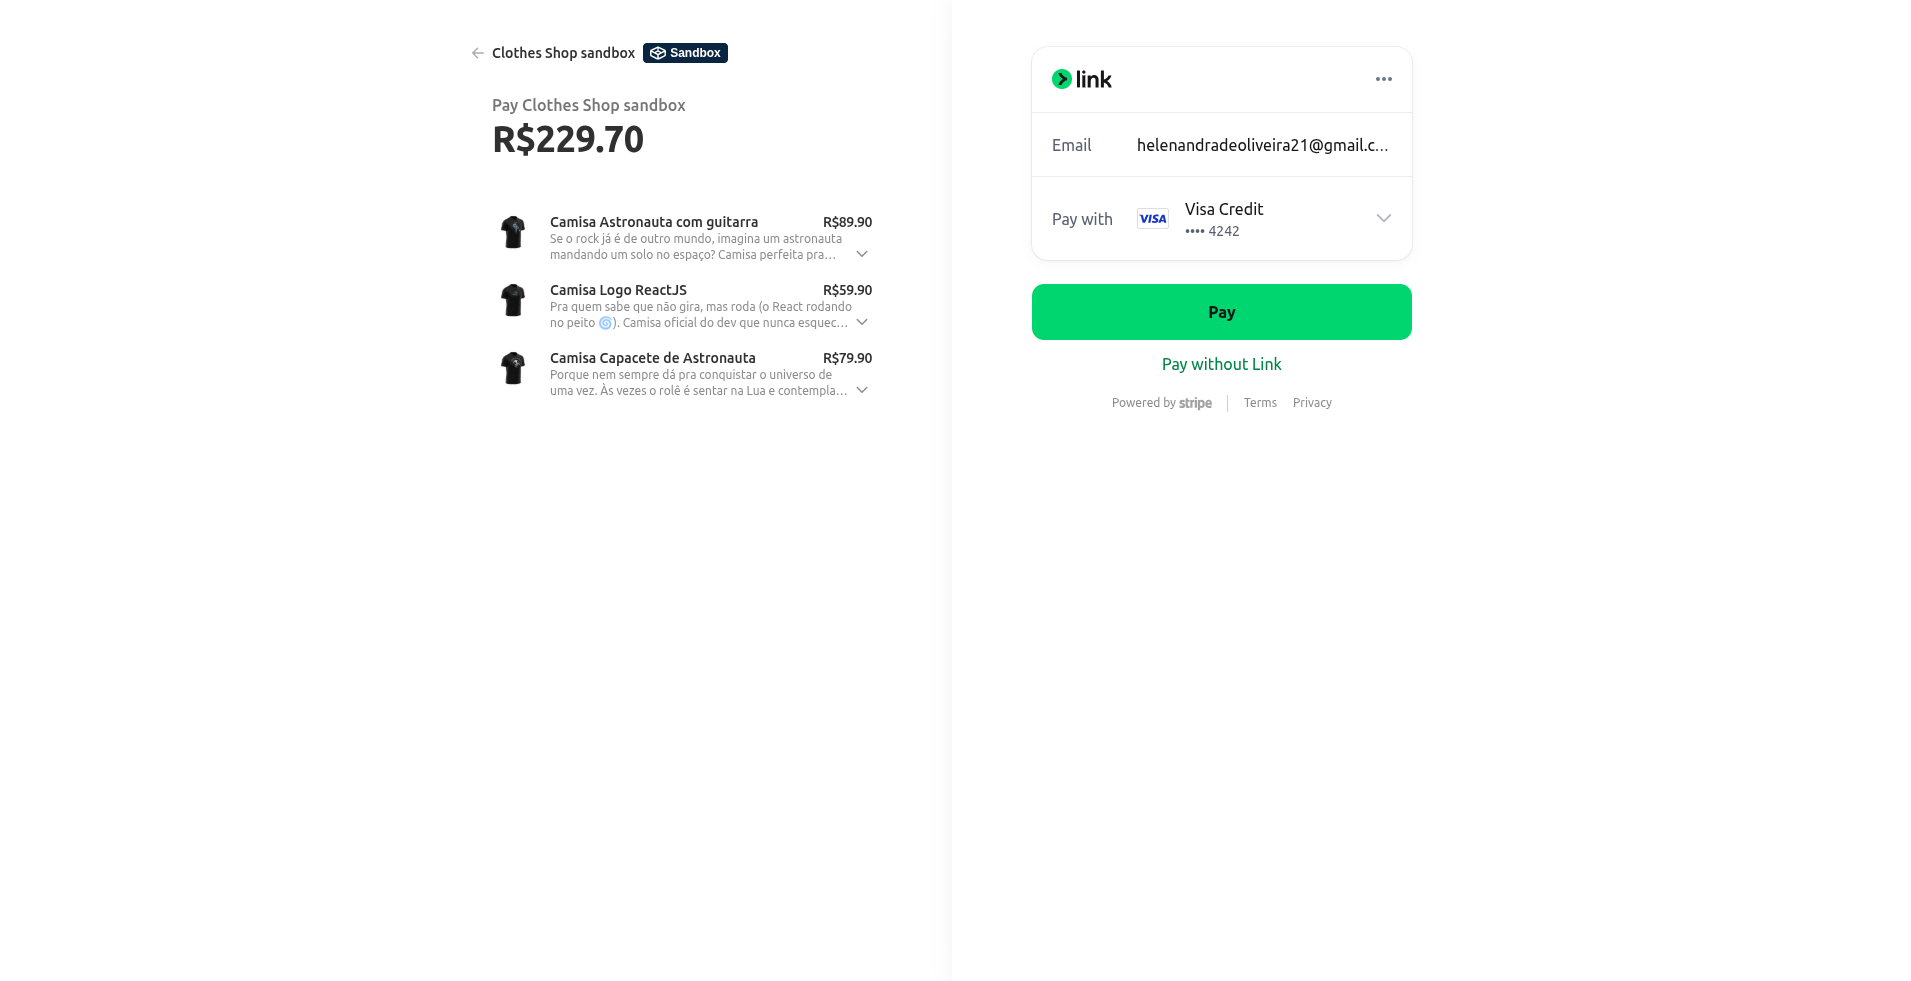 Clothes Shop sandbox Sandbox
Pay Clothes Shop sandbox
R$229.70
Camisa Astronauta com guitarra R$89.90
Se o rock já é de outro mundo, imagina um astronauta
mandando um solo no espaço? Camisa perfeita pra...
Camisa Logo ReactJS R$59.90
Pra quem sabe que não gira, mas roda (o React rodando
no peito 🌀). Camisa oficial do dev que nunca esquec...
Camisa Capacete de Astronauta R$79.90
Porque nem sempre dá pra conquistar o universo de
uma vez. Às vezes o rolê é sentar na Lua e contempla...
link
Email helenandradeoliveira21@gmail.c...
Pay with VISA Visa Credit
•••• 4242
Pay
Pay without Link
Powered by stripe Terms Privacy